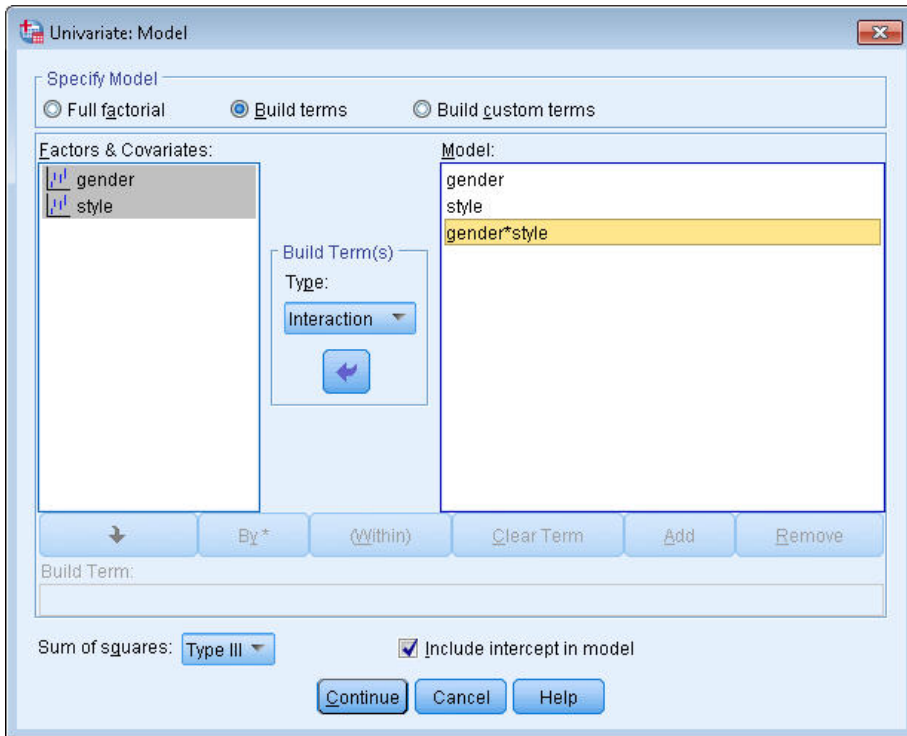 Univariate: Model
Specify Model
Full factorial
Build terms
Build custom terms
Factors & Covariates:
gender
style
Build Term(s)
Type:
Interaction
Model:
gender
style
gender*style
By *
(Within)
Clear Term
Add
Remove
Build Term:
Sum of squares:
Type III
Include intercept in model
Continue
Cancel
Help